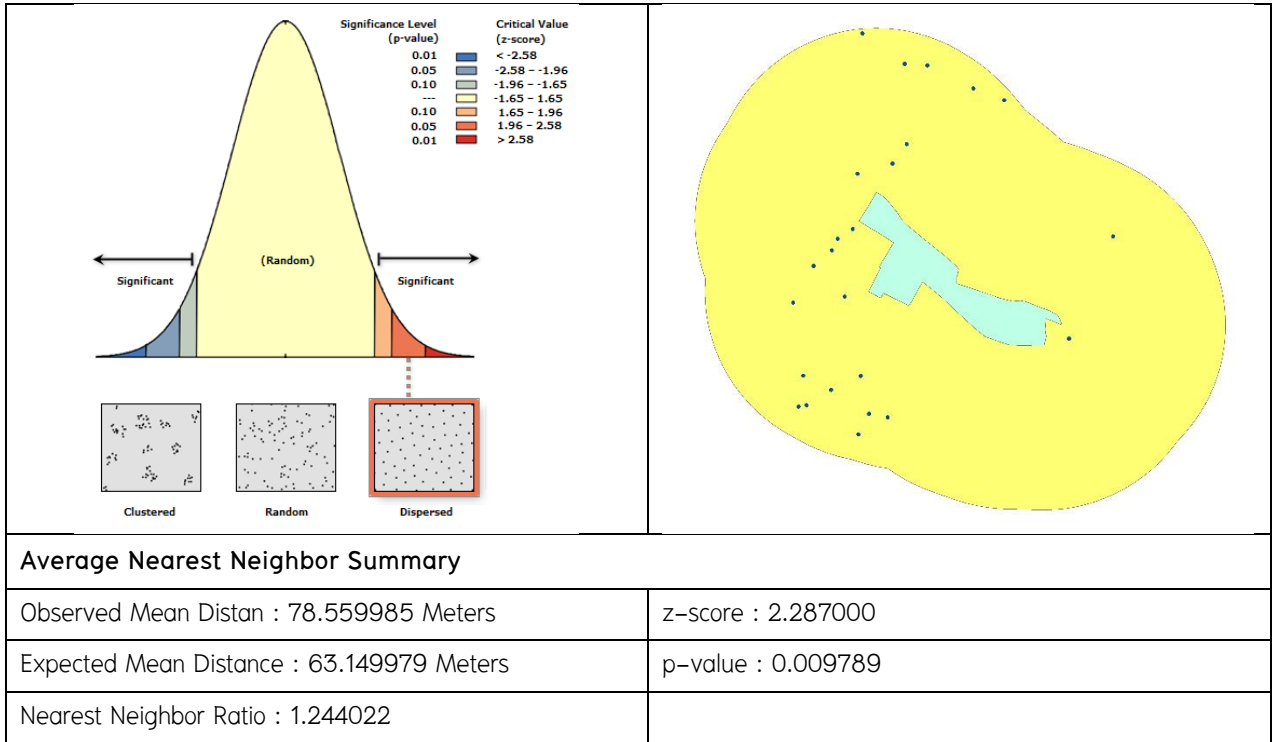 Significance Level Critical Value
(p-value) (z-score)
0.01 < -2.58
0.05 -2.58 - -1.96
0.10 -1.96 - -1.65
--- -1.65 - 1.65
0.10 1.65 - 1.96
0.05 1.96 - 2.58
0.01 > 2.58
(Random)
Significant Significant
Clustered Random Dispersed
Average Nearest Neighbor Summary
Observed Mean Distan : 78.559985 Meters z-score : 2.287000
Expected Mean Distance : 63.149979 Meters p-value : 0.009789
Nearest Neighbor Ratio : 1.244022